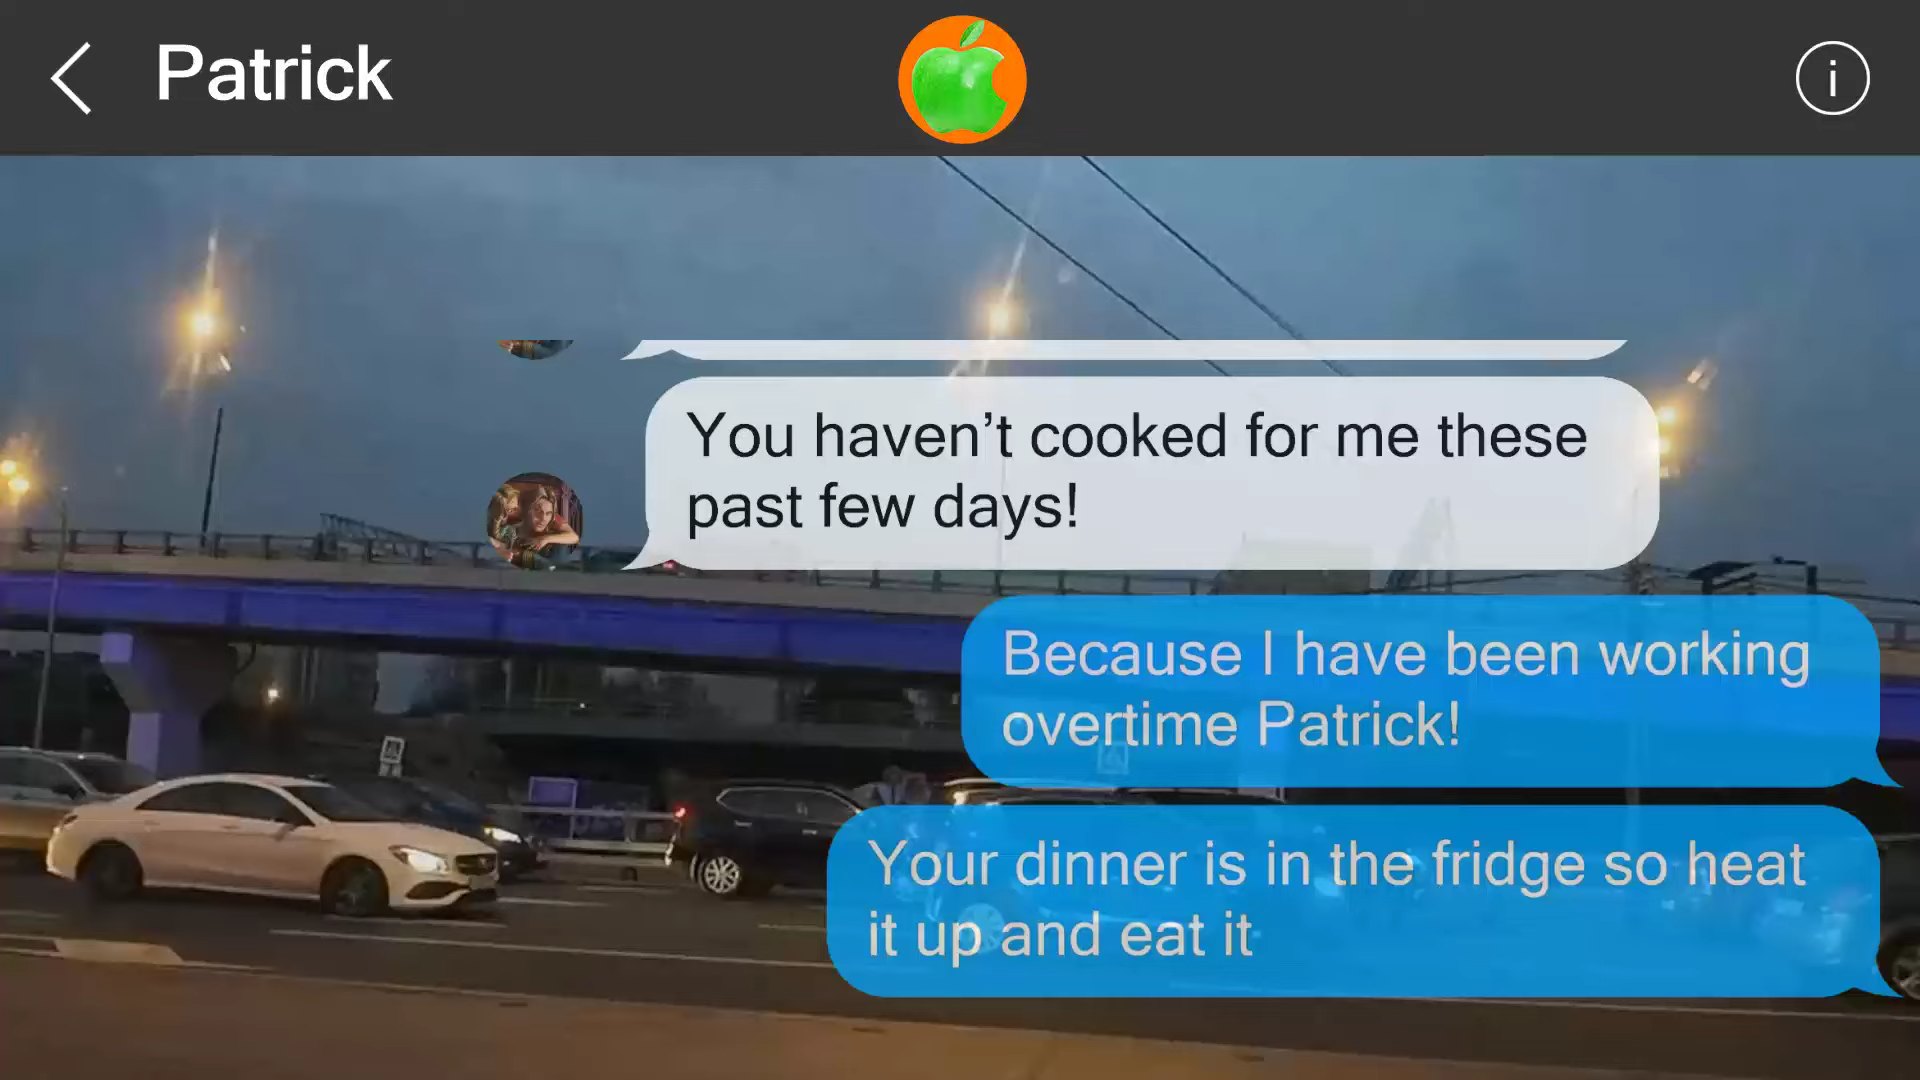 Patrick
You haven’t cooked for me these
past few days!
Because I have been working
overtime Patrick!
Your dinner is in the fridge so heat
it up and eat it